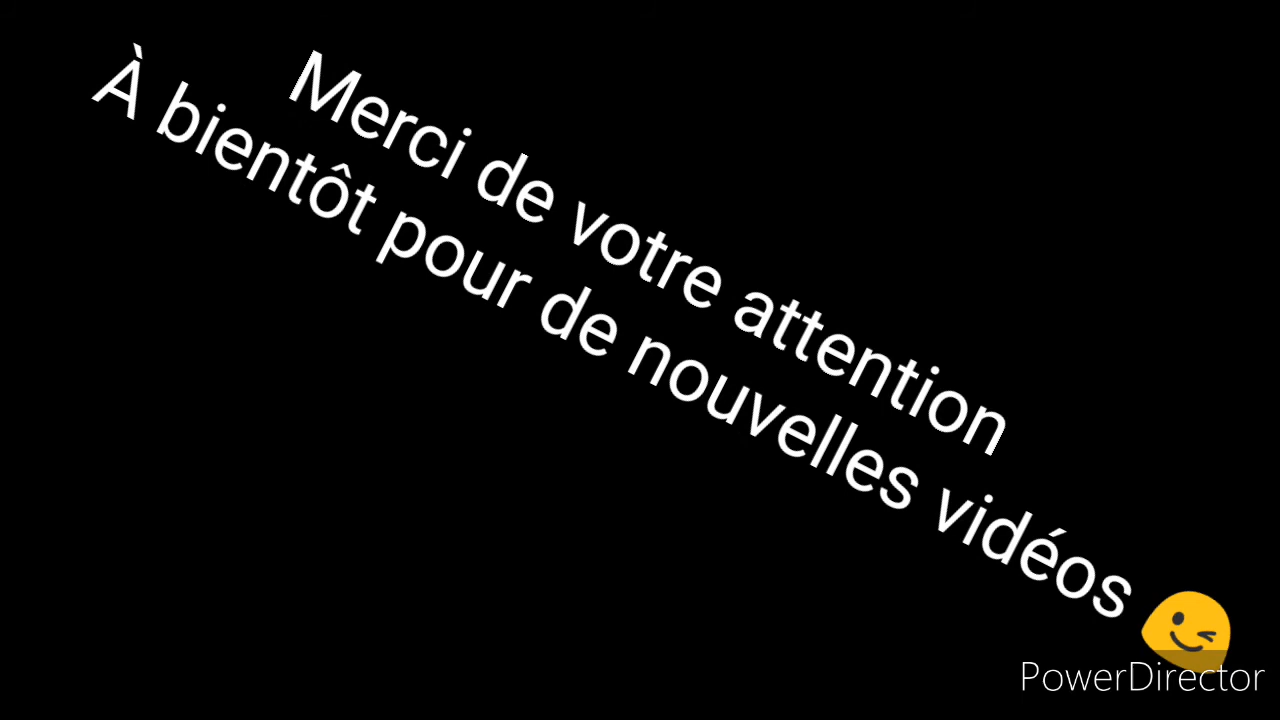 Merci de votre attention
À bientôt pour de nouvelles vidéos 😉
PowerDirector